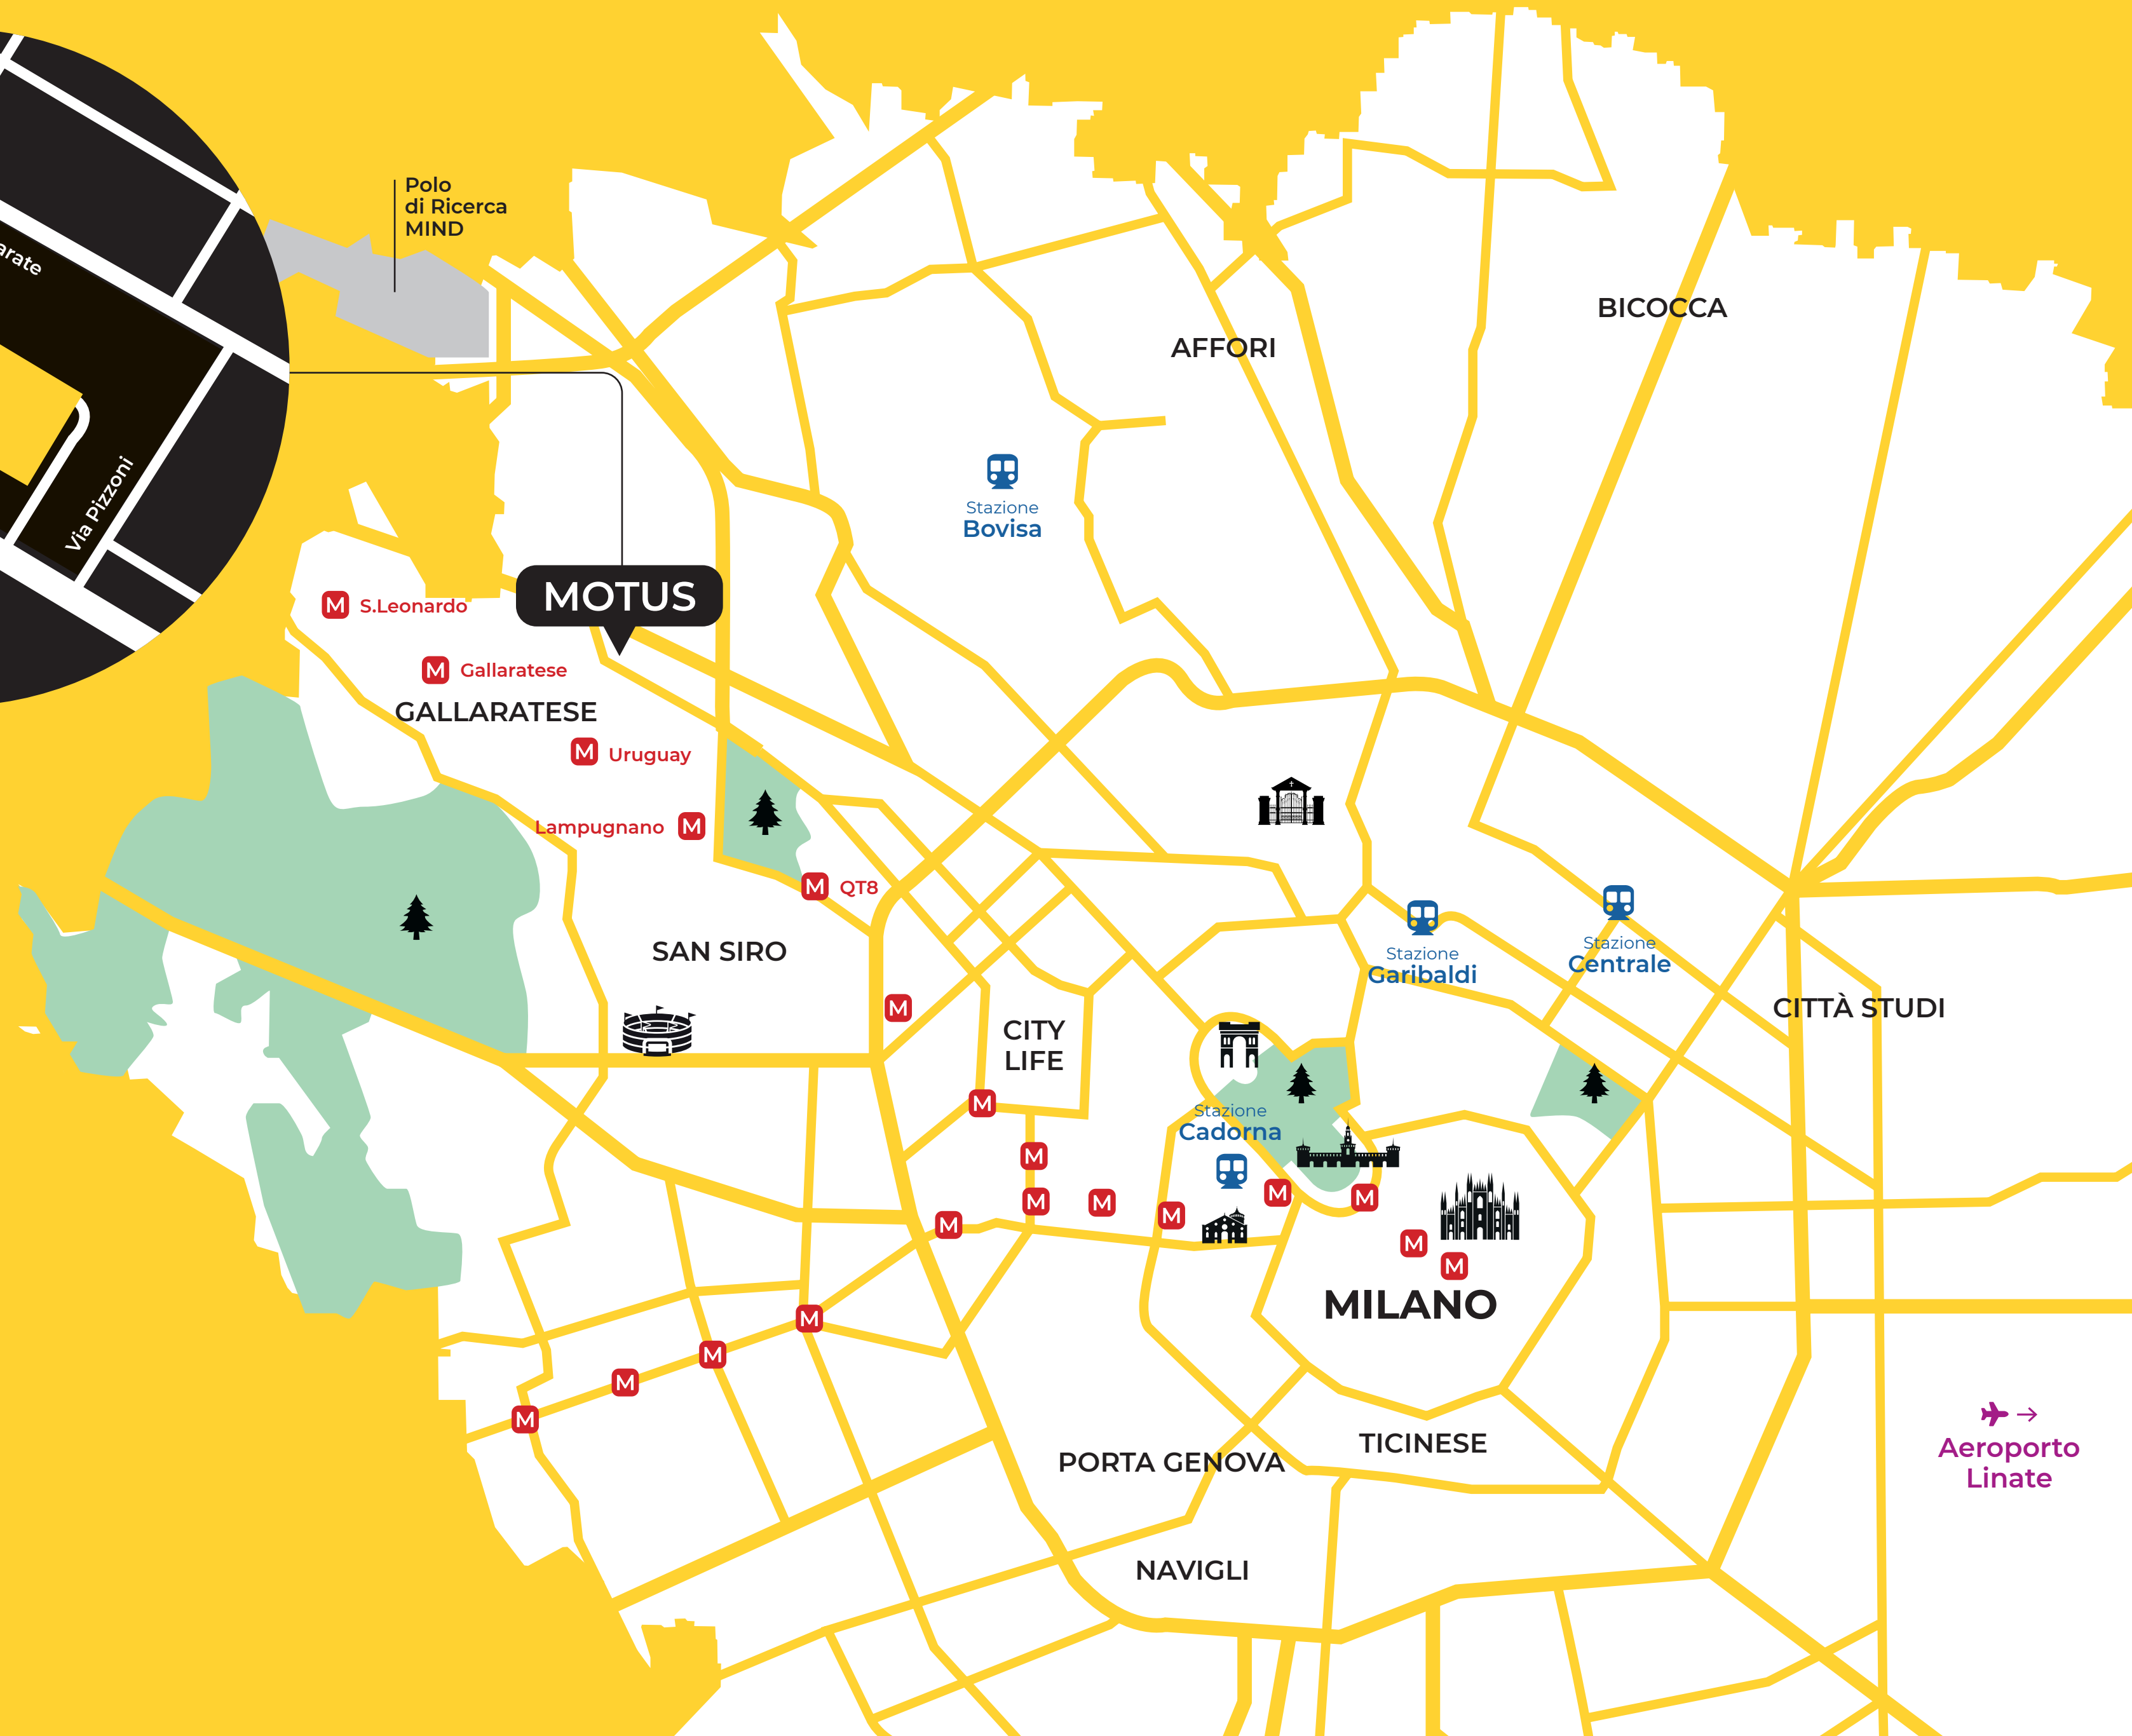 Polo
di Ricerca
MIND
Via Pizzoni
BICOCCA
AFFORI
Stazione
Bovisa
MOTUS
M S.Leonardo
M Gallaratese
GALLARATESE
M Uruguay
Lampugnano M
M QT8
SAN SIRO
Stazione
Garibaldi
Stazione
Centrale
CITTÀ STUDI
M
CITY
LIFE
M
Stazione
Cadorna
M
M
M
M
M
M
M
M
M
MILANO
M
M
M
M
Aeroporto
Linate
TICINESE
PORTA GENOVA
NAVIGLI